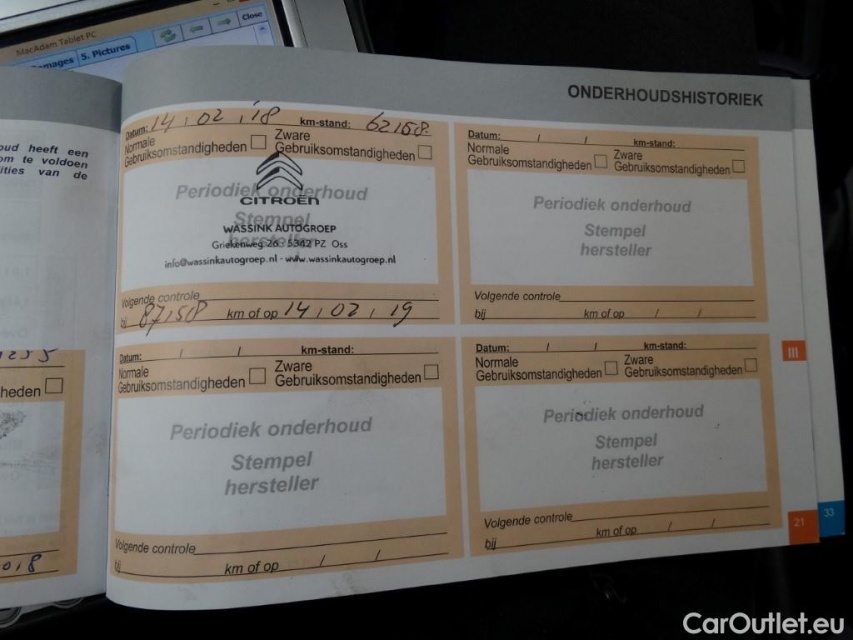 MacAdam Tablet PC
Close
mages 5. Pictures
oud heeft een
om te voldoen
ities van de
1255
heden
018
ONDERHOUDSHISTORIEK
Datum: 14 / 02 / '18 km-stand: 62158
Normale Gebruiksomstandigheden Zware Gebruiksomstandigheden
Periodiek onderhoud
CITROËN
Stempel
WASSINK AUTOGROEP
hersteller
Griekenweg 26 5342 PZ Oss
info@wassinkautogroep.nl - www.wassinkautogroep.nl
Volgende controle
bij 87158 km of op 14 / 02 / 19
Datum: / / km-stand:
Normale Gebruiksomstandigheden Zware Gebruiksomstandigheden
Periodiek onderhoud
Stempel
hersteller
Volgende controle
bij km of op / /
Datum: / / km-stand:
Normale Gebruiksomstandigheden Zware Gebruiksomstandigheden
Periodiek onderhoud
Stempel
hersteller
Volgende controle
bij km of op / /
Datum: / / km-stand:
Normale Gebruiksomstandigheden Zware Gebruiksomstandigheden
Periodiek onderhoud
Stempel
hersteller
Volgende controle
bij km of op / /
III
21
33
CarOutlet.eu